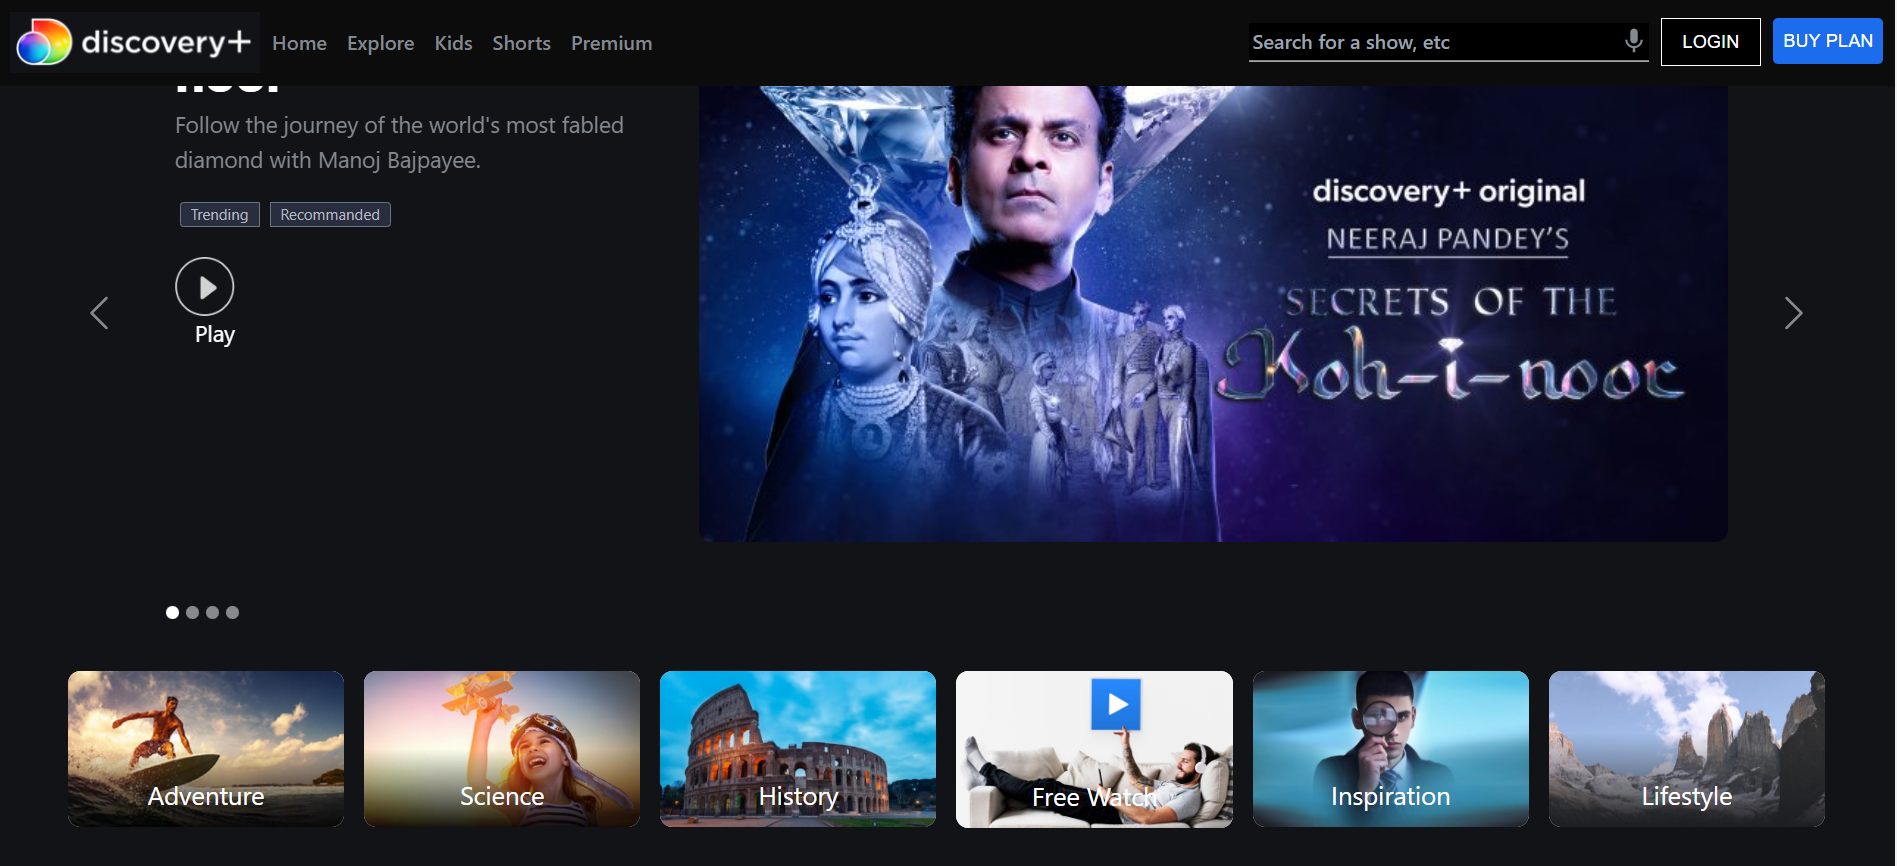 discovery+ Home Explore Kids Shorts Premium Search for a show, etc LOGIN BUY PLAN
Follow the journey of the world's most fabled
diamond with Manoj Bajpayee.
Trending Recommanded
Play
discovery+ original
NEERAJ PANDEY'S
SECRETS OF THE
Koh-i-noor
Adventure Science History Free Watch Inspiration Lifestyle